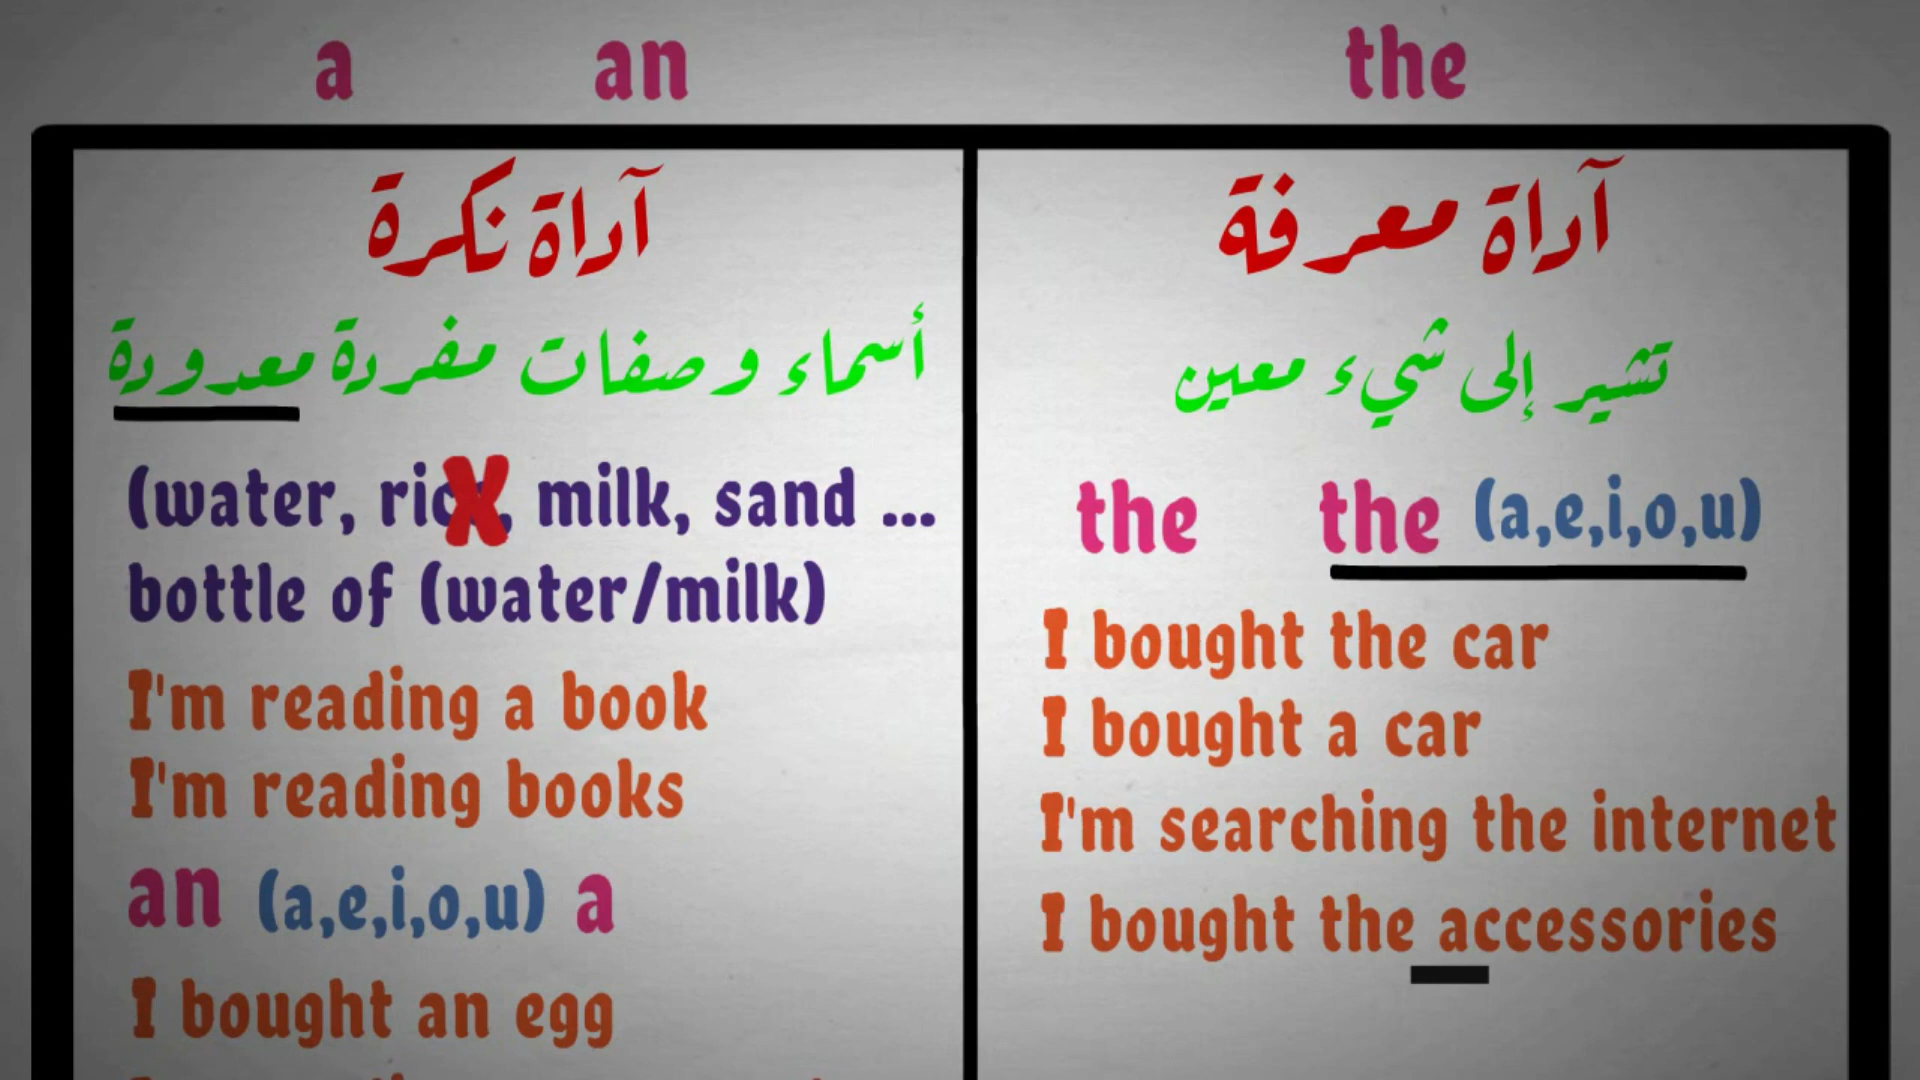 a an the
آداة نكرة
أسماء و صفات مفردة معدودة
(water, rice, milk, sand ...
bottle of (water/milk)
I'm reading a book
I'm reading books
an (a,e,i,o,u) a
I bought an egg
آداة معرفة
تشير إلى شيء معين
the the (a,e,i,o,u)
I bought the car
I bought a car
I'm searching the internet
I bought the accessories